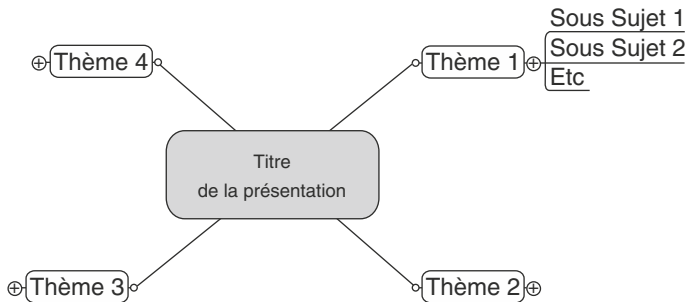 Sous Sujet 1
Thème 4
Thème 1
Sous Sujet 2
Etc
Titre
de la présentation
Thème 3
Thème 2